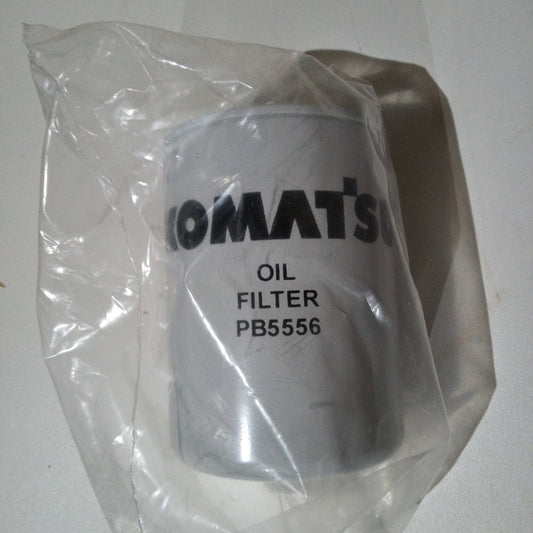 KOMATSU
OIL
FILTER
PB5556